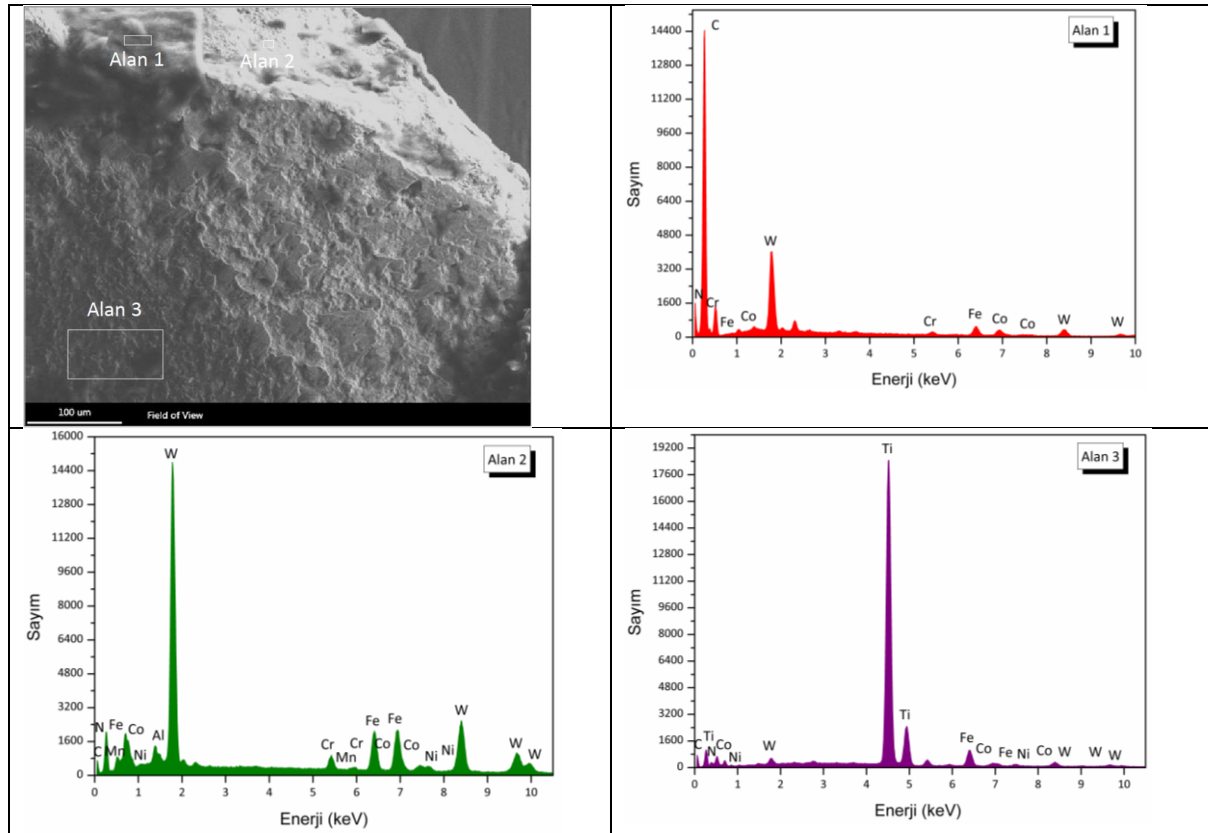 Alan 1
Alan 2
Alan 3
100 um
Field of View
Alan 1
14400
12800
11200
9600
8000
6400
4800
3200
1600
0
Sayım
C
W
N
Cr
Fe
Co
Cr
Fe
Co
Co
W
W
0 1 2 3 4 5 6 7 8 9 10
Enerji (keV)
Alan 2
16000
14400
12800
11200
9600
8000
6400
4800
3200
1600
0
Sayım
W
N
C
Fe
Mn
Co
Ni
Al
Cr
Mn
Cr
Fe
Co
Fe
Co
Ni
Ni
W
W
W
0 1 2 3 4 5 6 7 8 9 10
Enerji (keV)
Alan 3
19200
17600
16000
14400
12800
11200
9600
8000
6400
4800
3200
1600
0
Sayım
Ti
Ti
C
Ti
N
Co
Ni
W
Fe
Co
Fe
Ni
Co
W
W
W
0 1 2 3 4 5 6 7 8 9 10
Enerji (keV)